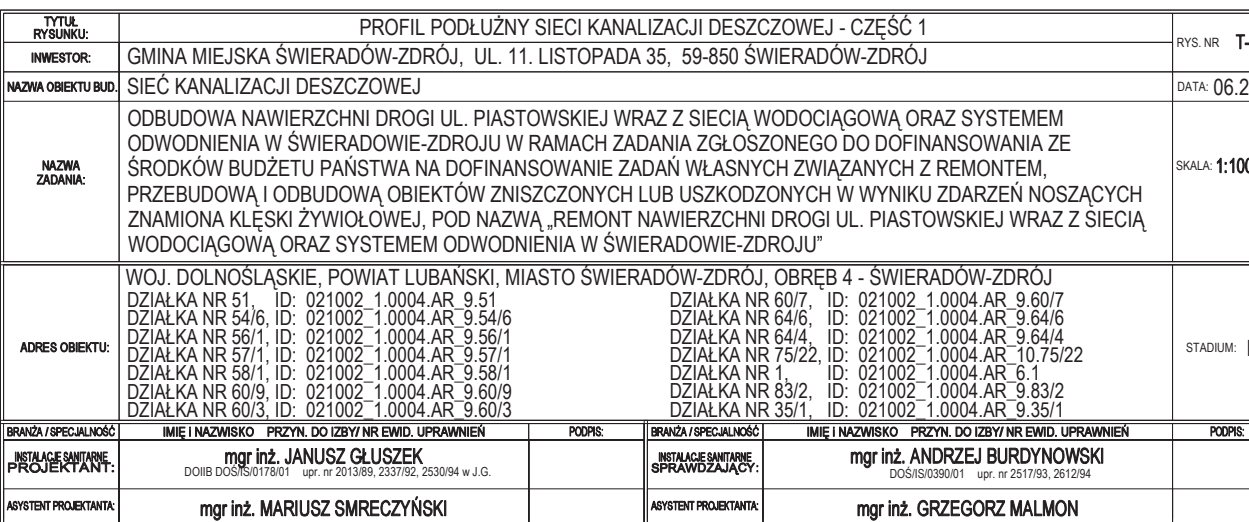 TYTUŁ RYSUNKU: PROFIL PODŁUŻNY SIECI KANALIZACJI DESZCZOWEJ - CZĘŚĆ 1
RYS. NR T-
INWESTOR: GMINA MIEJSKA ŚWIERADÓW-ZDRÓJ, UL. 11. LISTOPADA 35, 59-850 ŚWIERADÓW-ZDRÓJ
NAZWA OBIEKTU BUD. SIEĆ KANALIZACJI DESZCZOWEJ
DATA: 06.2
NAZWA ZADANIA:
ODBUDOWA NAWIERZCHNI DROGI UL. PIASTOWSKIEJ WRAZ Z SIECIĄ WODOCIĄGOWĄ ORAZ SYSTEMEM
ODWODNIENIA W ŚWIERADOWIE-ZDROJU W RAMACH ZADANIA ZGŁOSZONEGO DO DOFINANSOWANIA ZE
ŚRODKÓW BUDŻETU PAŃSTWA NA DOFINANSOWANIE ZADAŃ WŁASNYCH ZWIĄZANYCH Z REMONTEM,
PRZEBUDOWĄ I ODBUDOWĄ OBIEKTÓW ZNISZCZONYCH LUB USZKODZONYCH W WYNIKU ZDARZEŃ NOSZĄCYCH
ZNAMIONA KLĘSKI ŻYWIOŁOWEJ, POD NAZWĄ „REMONT NAWIERZCHNI DROGI UL. PIASTOWSKIEJ WRAZ Z SIECIĄ
WODOCIĄGOWĄ ORAZ SYSTEMEM ODWODNIENIA W ŚWIERADOWIE-ZDROJU”
SKALA: 1:100
ADRES OBIEKTU:
WOJ. DOLNOŚLĄSKIE, POWIAT LUBAŃSKI, MIASTO ŚWIERADÓW-ZDRÓJ, OBRĘB 4 - ŚWIERADÓW-ZDRÓJ
DZIAŁKA NR 51, ID: 021002_1.0004.AR_9.51
DZIAŁKA NR 54/6, ID: 021002_1.0004.AR_9.54/6
DZIAŁKA NR 56/1, ID: 021002_1.0004.AR_9.56/1
DZIAŁKA NR 57/1, ID: 021002_1.0004.AR_9.57/1
DZIAŁKA NR 58/1, ID: 021002_1.0004.AR_9.58/1
DZIAŁKA NR 60/9, ID: 021002_1.0004.AR_9.60/9
DZIAŁKA NR 60/3, ID: 021002_1.0004.AR_9.60/3
DZIAŁKA NR 60/7, ID: 021002_1.0004.AR_9.60/7
DZIAŁKA NR 64/6, ID: 021002_1.0004.AR_9.64/6
DZIAŁKA NR 64/4, ID: 021002_1.0004.AR_9.64/4
DZIAŁKA NR 75/22, ID: 021002_1.0004.AR_10.75/22
DZIAŁKA NR 1, ID: 021002_1.0004.AR_6.1
DZIAŁKA NR 83/2, ID: 021002_1.0004.AR_9.83/2
DZIAŁKA NR 35/1, ID: 021002_1.0004.AR_9.35/1
STADIUM:
BRANŻA / SPECJALNOŚĆ IMIĘ I NAZWISKO PRZYN. DO IZBY/ NR EWID. UPRAWNIEŃ PODPIS: BRANŻA / SPECJALNOŚĆ IMIĘ I NAZWISKO PRZYN. DO IZBY/ NR EWID. UPRAWNIEŃ PODPIS:
INSTALACJE SANITARNE
PROJEKTANT:
mgr inż. JANUSZ GŁUSZEK
DOIIB DOŚ/IS/0178/01 upr. nr 2013/89, 2337/92, 2530/94 w J.G.
INSTALACJE SANITARNE
SPRAWDZAJĄCY:
mgr inż. ANDRZEJ BURDYNOWSKI
DOŚ/IS/0390/01 upr. nr 2517/93, 2612/94
ASYSTENT PROJEKTANTA: mgr inż. MARIUSZ SMRECZYŃSKI
ASYSTENT PROJEKTANTA: mgr inż. GRZEGORZ MALMON